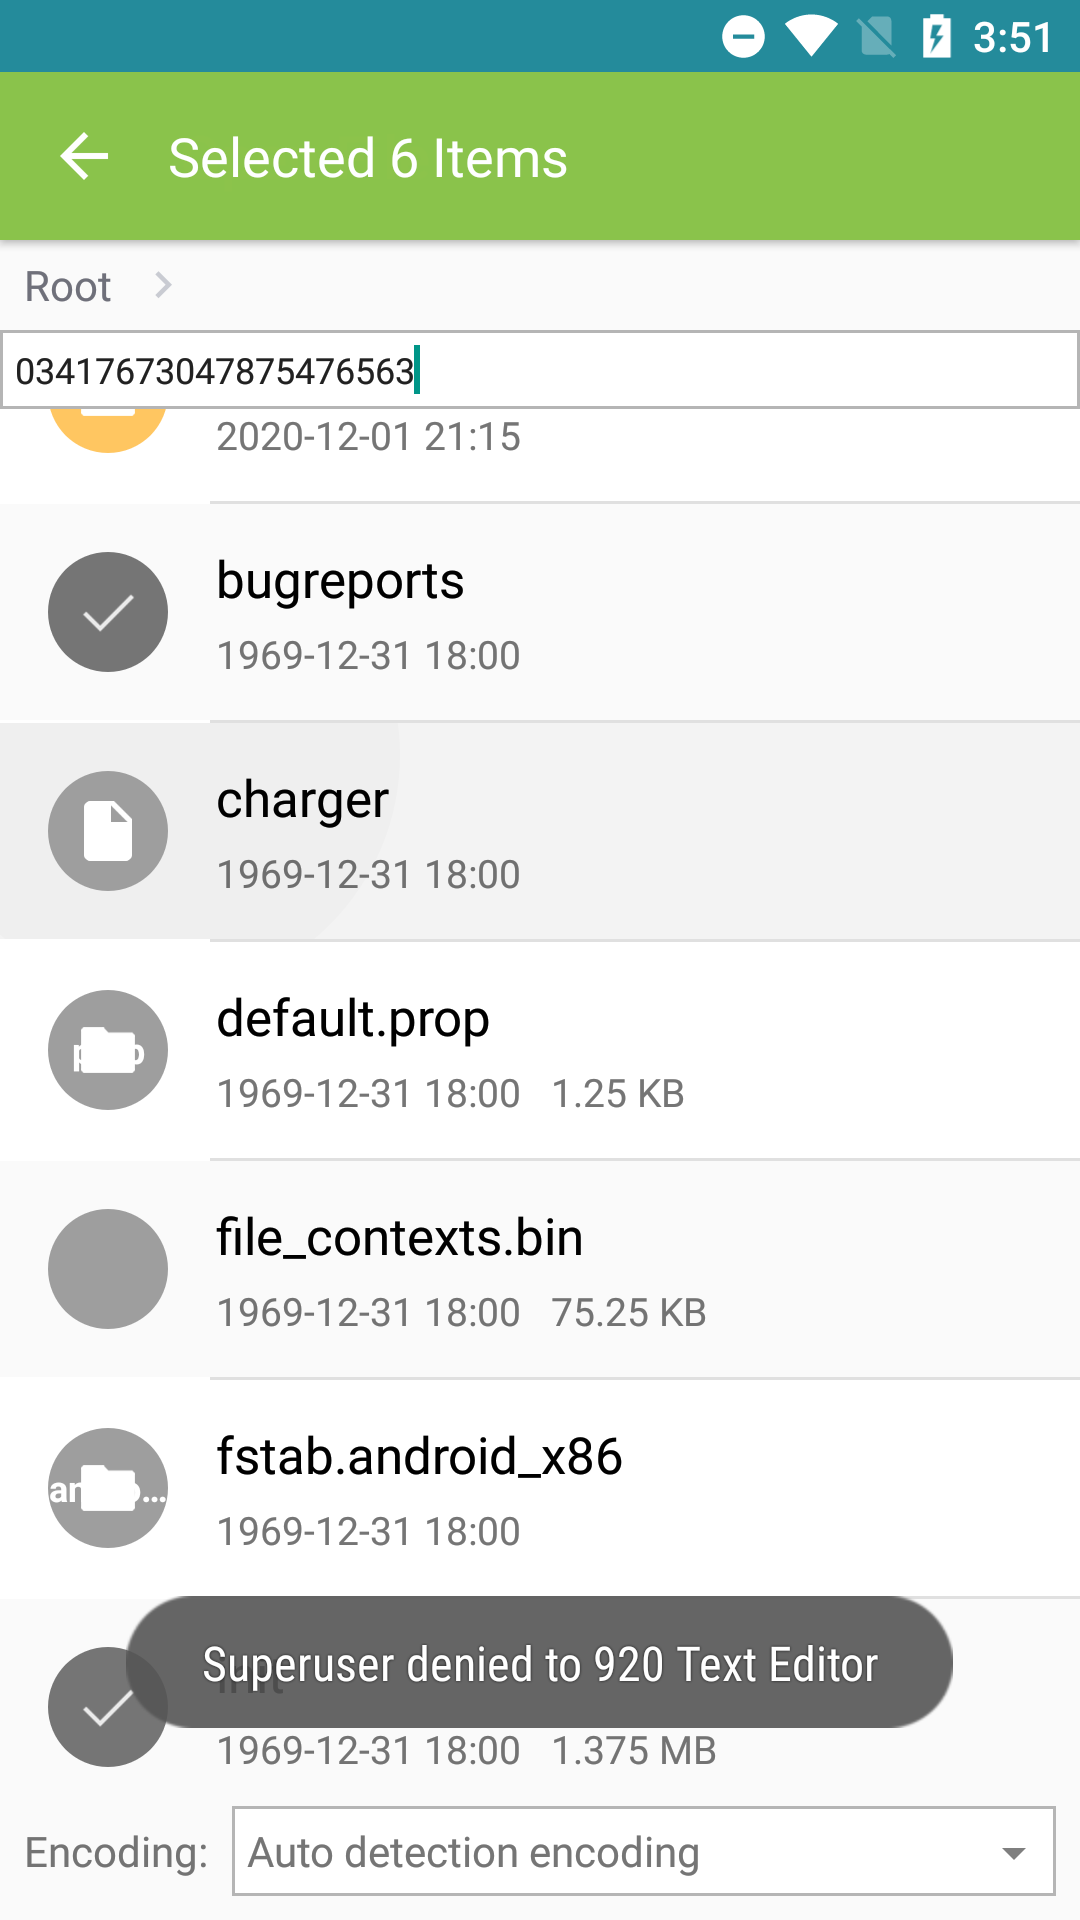 3:51
Selected 6 Items
Root
03417673047875476563
2020-12-01 21:15
bugreports
1969-12-31 18:00
charger
1969-12-31 18:00
default.prop
1969-12-31 18:00 1.25 KB
file_contexts.bin
1969-12-31 18:00 75.25 KB
fstab.android_x86
1969-12-31 18:00
Superuser denied to 920 Text Editor
init
1969-12-31 18:00 1.375 MB
Encoding: Auto detection encoding